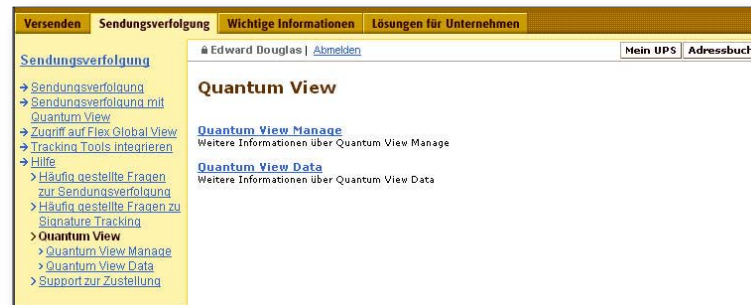 Versenden Sendungsverfolgung Wichtige Informationen Lösungen für Unternehmen
Edward Douglas | Abmelden
Mein UPS Adressbuch
Sendungsverfolgung
Sendungsverfolgung
Sendungsverfolgung mit
Quantum View
Zugriff auf Flex Global View
Tracking Tools integrieren
Hilfe
Häufig gestellte Fragen
zur Sendungsverfolgung
Häufig gestellte Fragen zu
Signature Tracking
Quantum View
Quantum View Manage
Quantum View Data
Support zur Zustellung
Quantum View
Quantum View Manage
Weitere Informationen über Quantum View Manage
Quantum View Data
Weitere Informationen über Quantum View Data